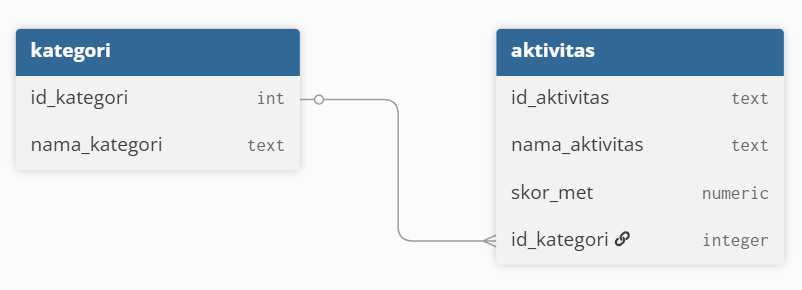 kategori
id_kategori int
nama_kategori text
aktivitas
id_aktivitas text
nama_aktivitas text
skor_met numeric
id_kategori integer